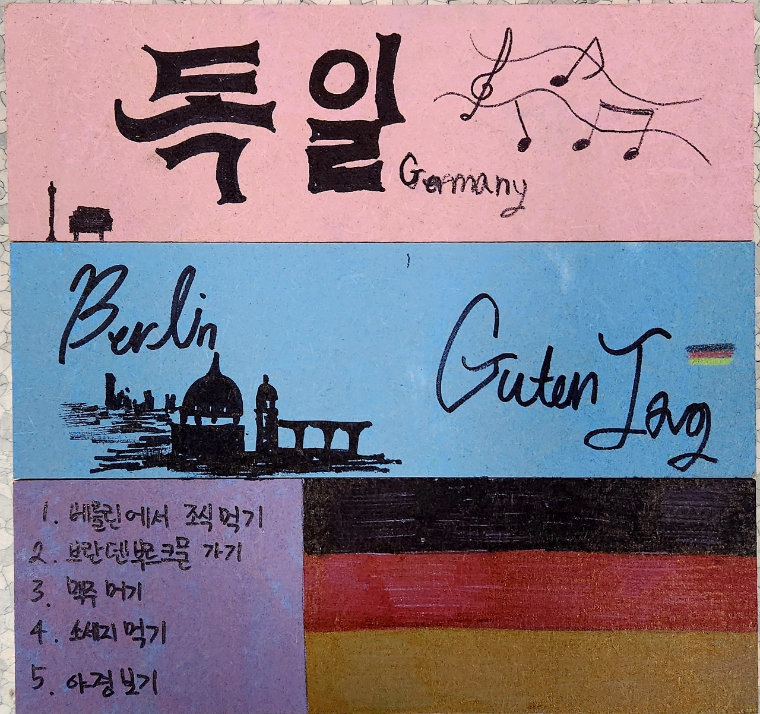 독일
Germany
Berlin
Guten Tag
1. 베를린에서 조식 먹기
2. 브란덴부르크문 가기
3. 맥주 머기
4. 소세지 먹기
5. 야경 보기